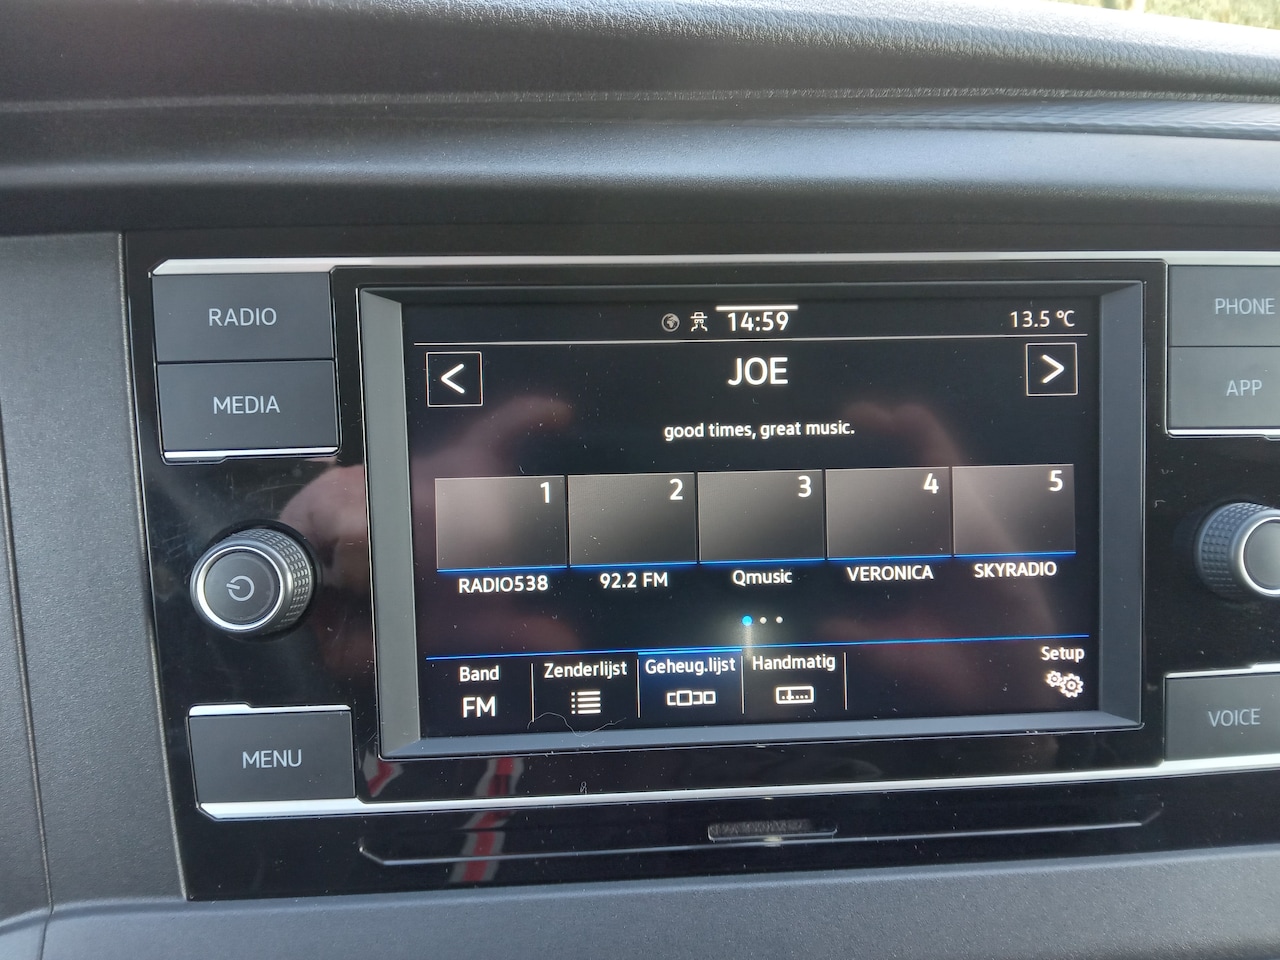 RADIO
MEDIA
MENU
PHONE
APP
VOICE
14:59
13.5 °C
<
JOE
>
good times, great music.
1
2
3
4
5
RADIO538
92.2 FM
Qmusic
VERONICA
SKYRADIO
Band
FM
Zenderlijst
Geheug.lijst
Handmatig
Setup